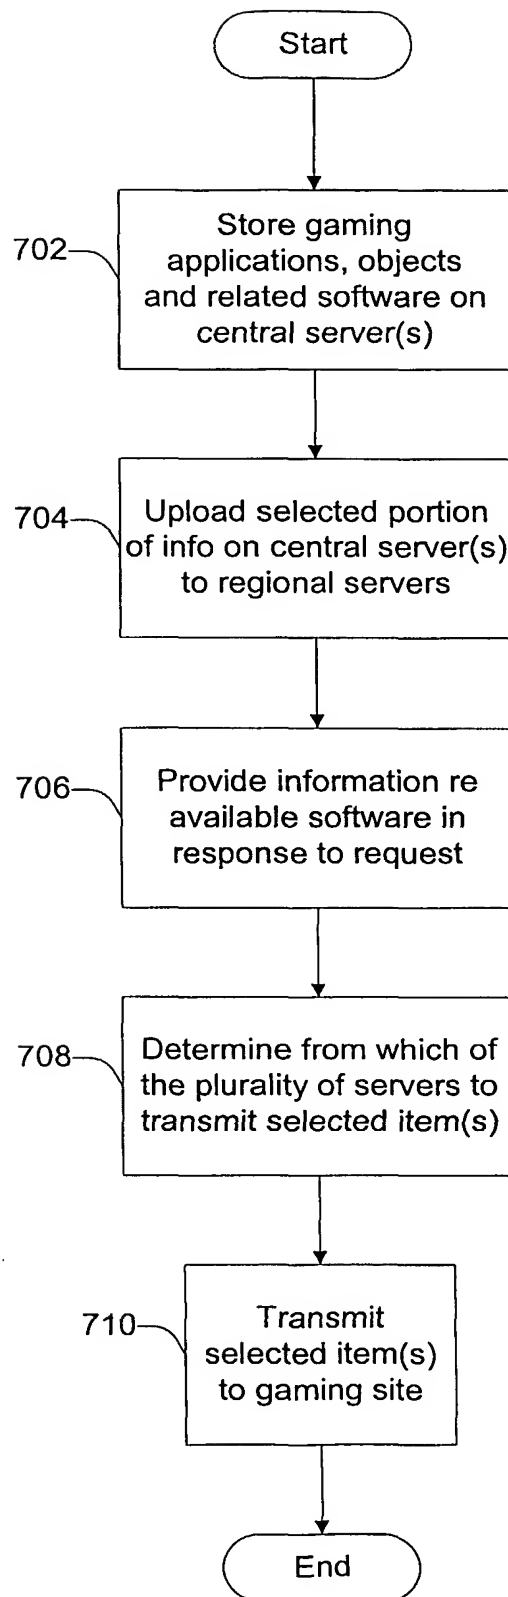 Start
702
Store gaming
applications, objects
and related software on
central server(s)
704
Upload selected portion
of info on central server(s)
to regional servers
706
Provide information re
available software in
response to request
708
Determine from which of
the plurality of servers to
transmit selected item(s)
710
Transmit
selected item(s)
to gaming site
End